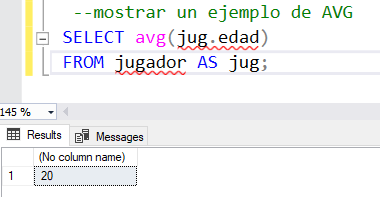 --mostrar un ejemplo de AVG
SELECT avg(jug.edad)
FROM jugador AS jug;
145 %
Results Messages
(No column name)
1 20